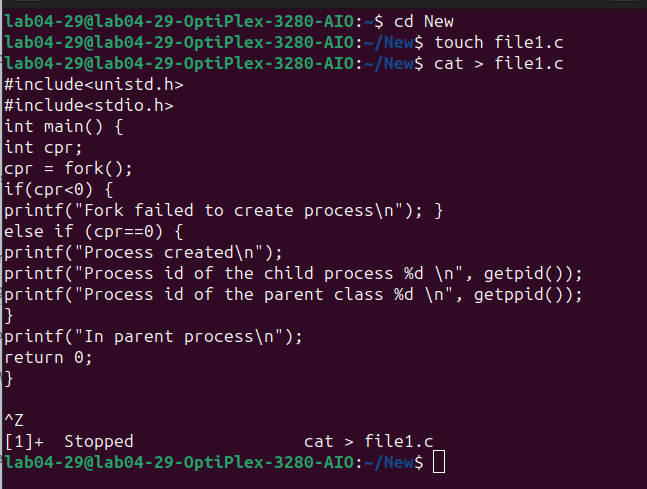 lab04-29@lab04-29-OptiPlex-3280-AIO:~$ cd New
lab04-29@lab04-29-OptiPlex-3280-AIO:~/New$ touch file1.c
lab04-29@lab04-29-OptiPlex-3280-AIO:~/New$ cat > file1.c
#include<unistd.h>
#include<stdio.h>
int main() {
int cpr;
cpr = fork();
if(cpr<0) {
printf("Fork failed to create process\n"); }
else if (cpr==0) {
printf("Process created\n");
printf("Process id of the child process %d \n", getpid());
printf("Process id of the parent class %d \n", getppid());
}
printf("In parent process\n");
return 0;
}
^Z
[1]+  Stopped                 cat > file1.c
lab04-29@lab04-29-OptiPlex-3280-AIO:~/New$